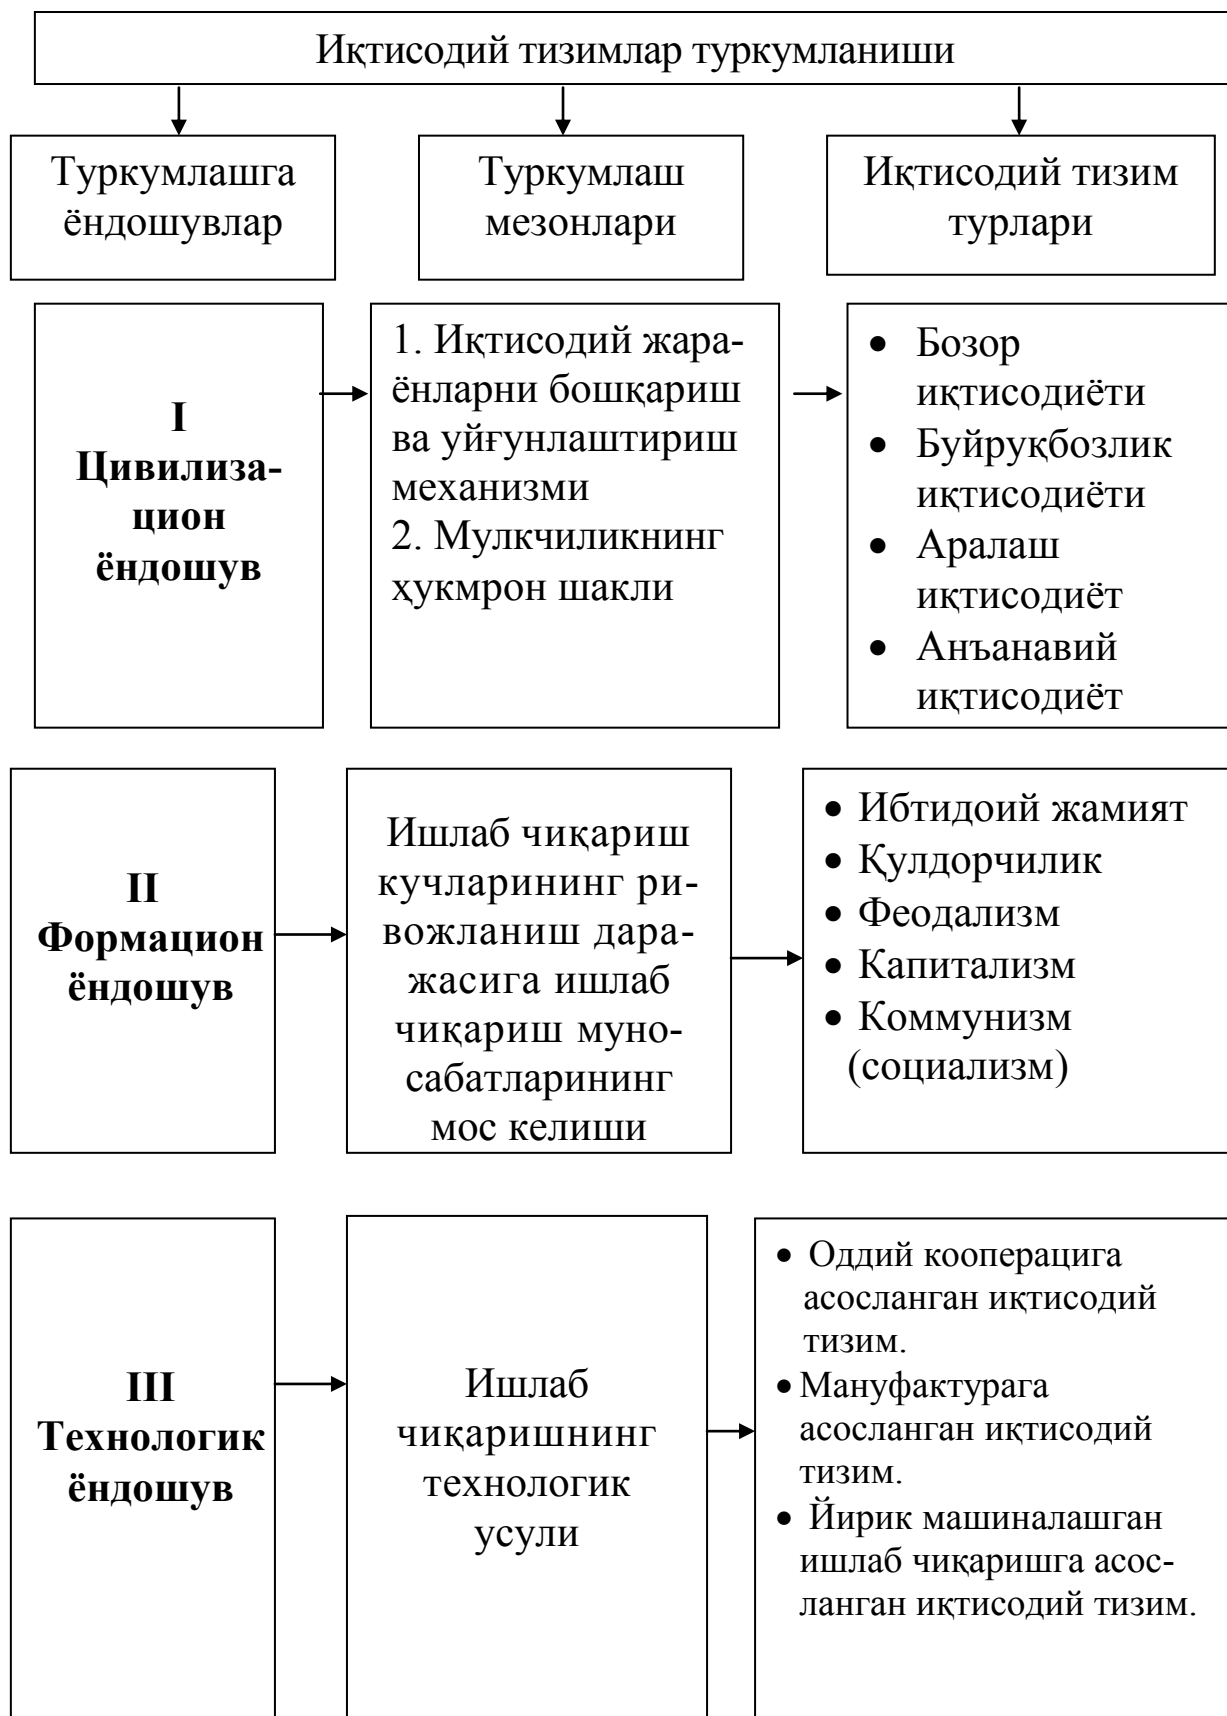 Иқтисодий тизимлар туркумланиши
Туркумлашга
ёндошувлар
Туркумлаш
мезонлари
Иқтисодий тизим
турлари
I
Цивилиза-
цион
ёндошув
1. Иқтисодий жара-
ёнларни бошқариш
ва уйғунлаштириш
механизми
2. Мулкчиликнинг
ҳукмрон шакли
• Бозор
иқтисодиёти
• Буйруқбозлик
иқтисодиёти
• Аралаш
иқтисодиёт
• Анъанавий
иқтисодиёт
II
Формацион
ёндошув
Ишлаб чиқариш
кучларининг ри-
вожланиш дара-
жасига ишлаб
чиқариш муно-
сабатларининг
мос келиши
• Ибтидоий жамият
• Қулдорчилик
• Феодализм
• Капитализм
• Коммунизм
(социализм)
III
Технологик
ёндошув
Ишлаб
чиқаришнинг
технологик
усули
• Оддий кооперацига
асосланган иқтисодий
тизим.
• Мануфактурага
асосланган иқтисодий
тизим.
• Йирик машиналашган
ишлаб чиқаришга асос-
ланган иқтисодий тизим.